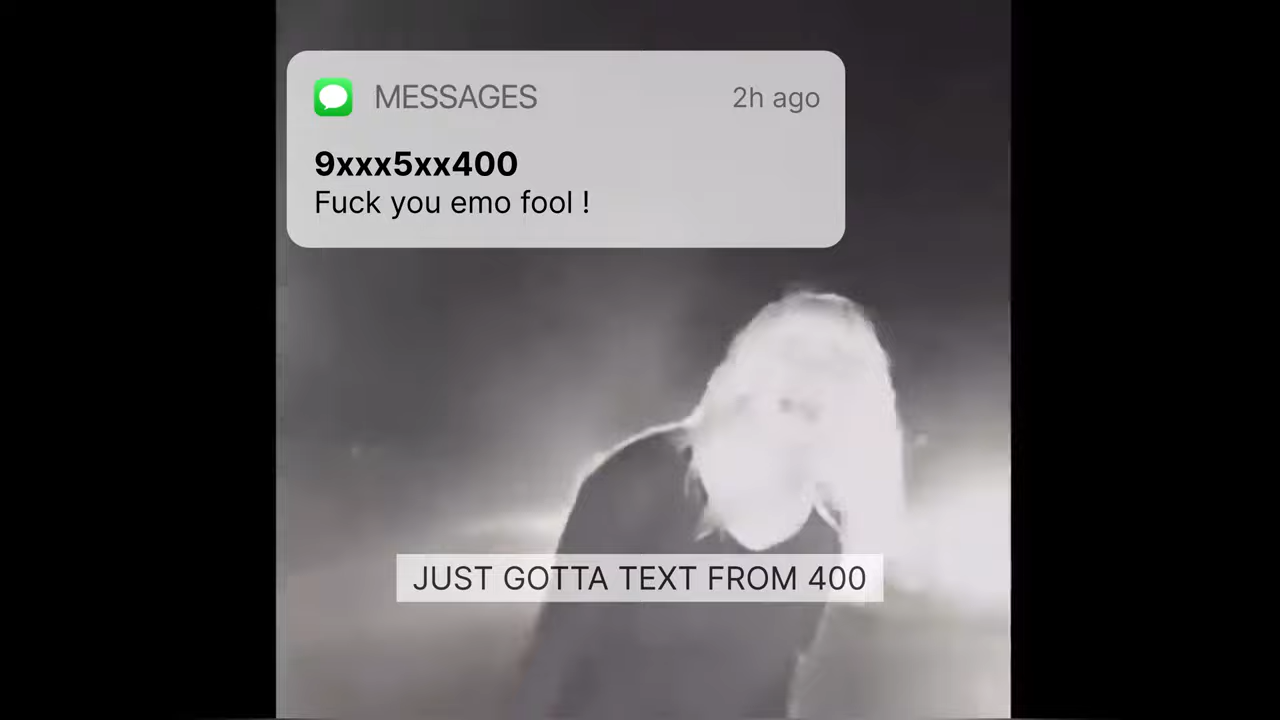 MESSAGES 2h ago
9xxx5xx400
Fuck you emo fool !
JUST GOTTA TEXT FROM 400